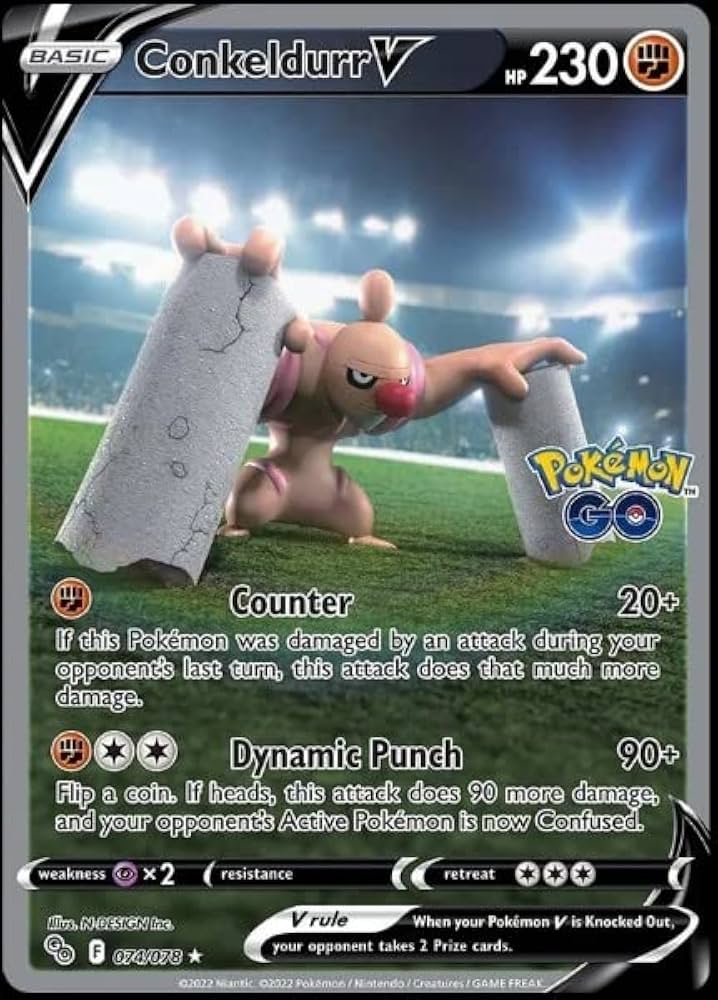 BASIC Conkeldurr V HP 230
POKÉMON™
GO
Counter 20+
If this Pokémon was damaged by an attack during your
opponent's last turn, this attack does that much more
damage.
Dynamic Punch 90+
Flip a coin. If heads, this attack does 90 more damage,
and your opponent's Active Pokémon is now Confused.
weakness ×2 resistance retreat
Illus. N-DESIGN Inc.
GO F 074/078 ★
V rule When your Pokémon V is Knocked Out,
your opponent takes 2 Prize cards.
©2022 Niantic. ©2022 Pokémon / Nintendo / Creatures / GAME FREAK.